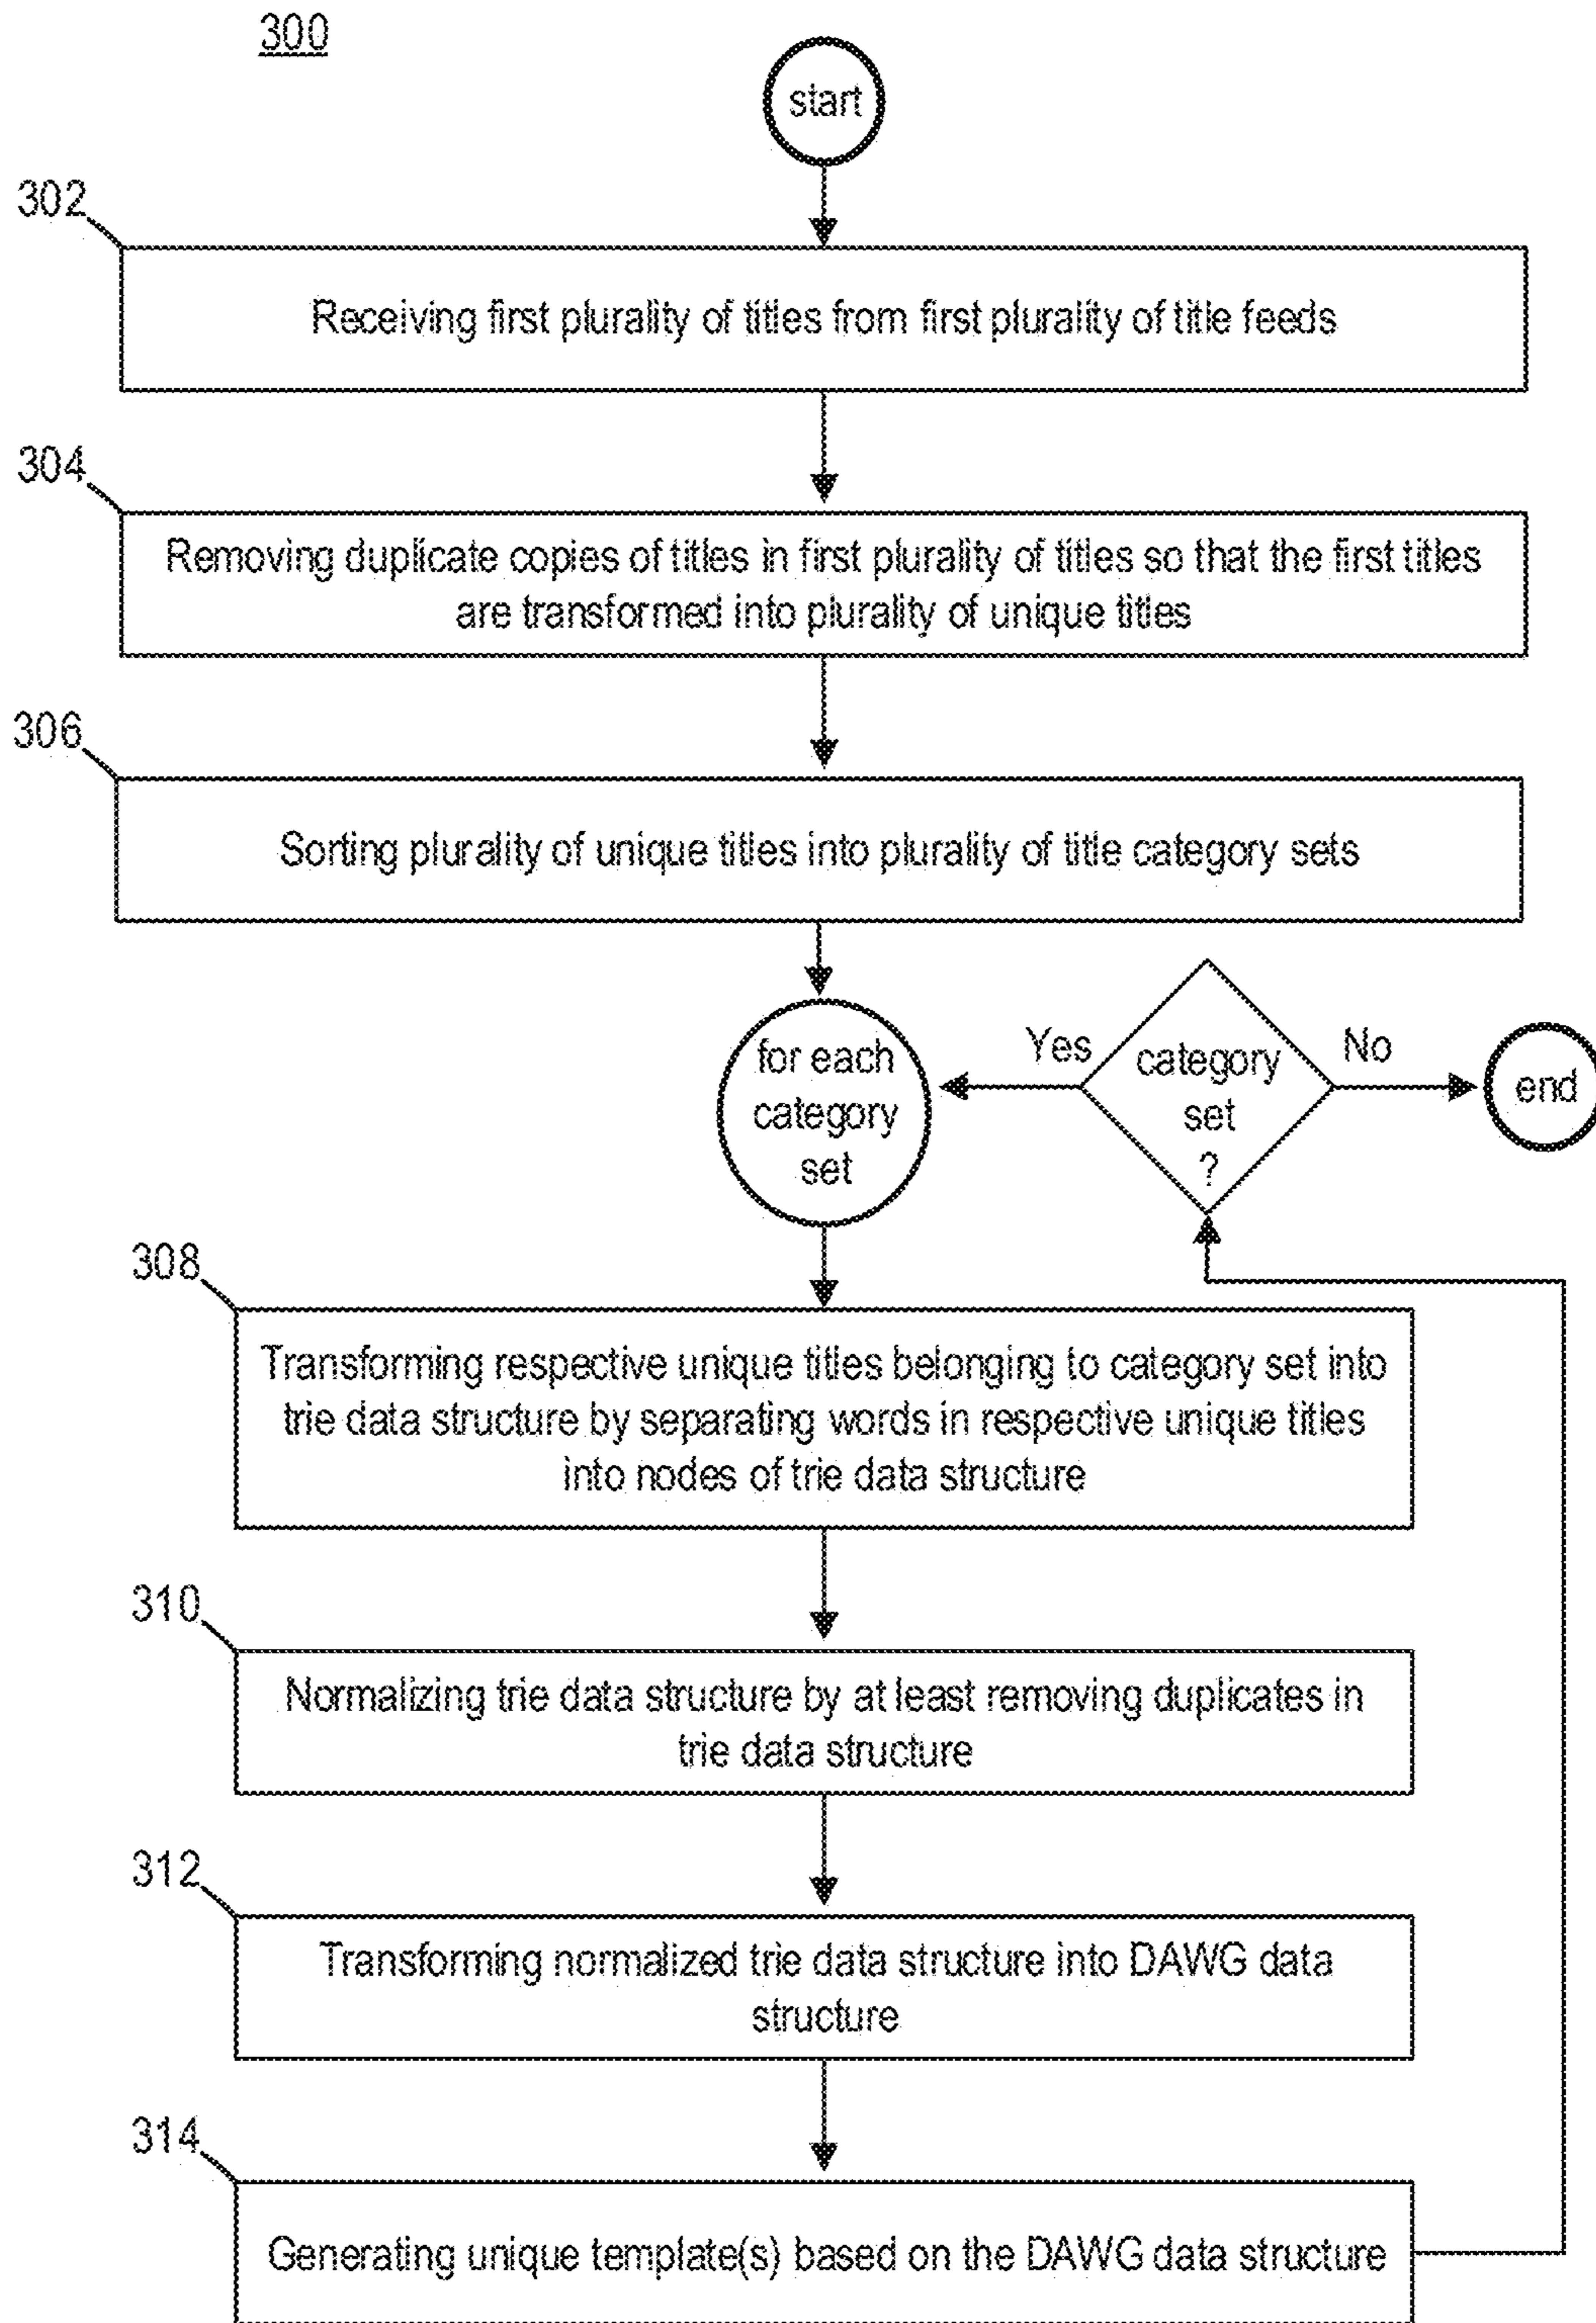 300
start
302
Receiving first plurality of titles from first plurality of title feeds
304
Removing duplicate copies of titles in first plurality of titles so that the first titles
are transformed into plurality of unique titles
306
Sorting plurality of unique titles into plurality of title category sets
for each
category
set
Yes
category
set
?
No
end
308
Transforming respective unique titles belonging to category set into
trie data structure by separating words in respective unique titles
into nodes of trie data structure
310
Normalizing trie data structure by at least removing duplicates in
trie data structure
312
Transforming normalized trie data structure into DAWG data
structure
314
Generating unique template(s) based on the DAWG data structure